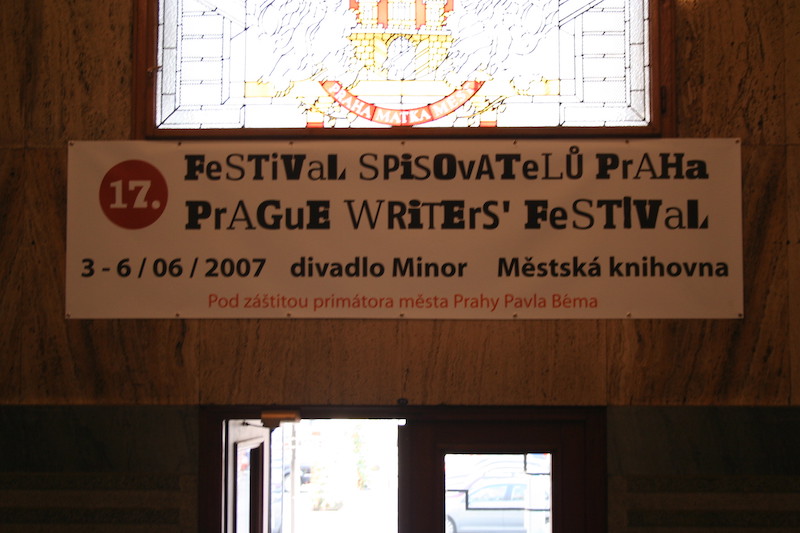 PRAHA MATKA MĚST
17.
FeSTiVaL SPiSOvATeLŮ PrAHa
PrAGuE WRiTErS' FeSTIVaL
3 - 6 / 06 / 2007 divadlo Minor Městská knihovna
Pod záštitou primátora města Prahy Pavla Béma